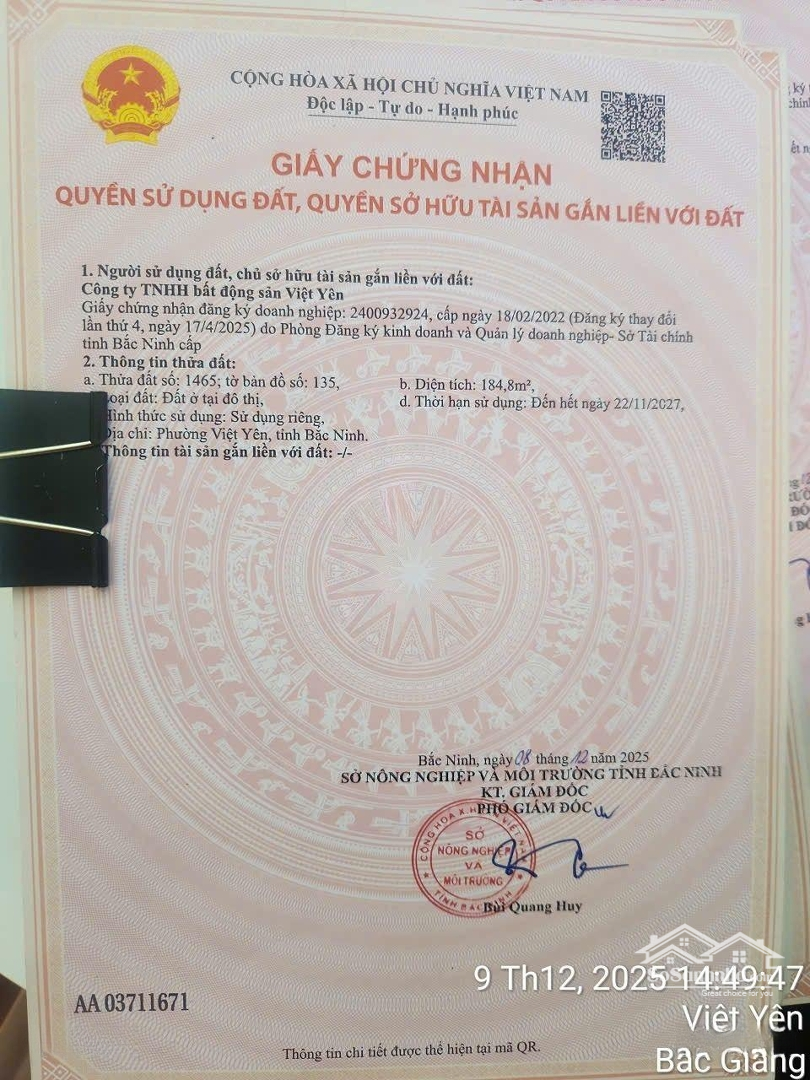 CỘNG HÒA XÃ HỘI CHỦ NGHĨA VIỆT NAM
Độc lập - Tự do - Hạnh phúc
GIẤY CHỨNG NHẬN
QUYỀN SỬ DỤNG ĐẤT, QUYỀN SỞ HỮU TÀI SẢN GẮN LIỀN VỚI ĐẤT
1. Người sử dụng đất, chủ sở hữu tài sản gắn liền với đất:
Công ty TNHH bất động sản Việt Yên
Giấy chứng nhận đăng ký doanh nghiệp: 2400932924, cấp ngày 18/02/2022 (Đăng ký thay đổi
lần thứ 4, ngày 17/4/2025) do Phòng Đăng ký kinh doanh và Quản lý doanh nghiệp- Sở Tài chính
tỉnh Bắc Ninh cấp
2. Thông tin thửa đất:
a. Thửa đất số: 1465; tờ bản đồ số: 135, b. Diện tích: 184,8m²,
oại đất: Đất ở tại đô thị, d. Thời hạn sử dụng: Đến hết ngày 22/11/2027,
Hình thức sử dụng: Sử dụng riêng,
Địa chỉ: Phường Việt Yên, tỉnh Bắc Ninh.
Thông tin tài sản gắn liền với đất: -/-
Bắc Ninh, ngày 08 tháng 12 năm 2025
SỞ NÔNG NGHIỆP VÀ MÔI TRƯỜNG TỈNH BẮC NINH
KT. GIÁM ĐỐC
PHÓ GIÁM ĐỐC
SỞ
NÔNG NGHIỆP
VÀ
MÔI TRƯỜNG
TỈNH BẮC NINH
Bùi Quang Huy
AA 03711671
Thông tin chi tiết được thể hiện tại mã QR.
9 Th12, 2025 14:49:47
Việt Yên
Bắc Giang
Great choice for you